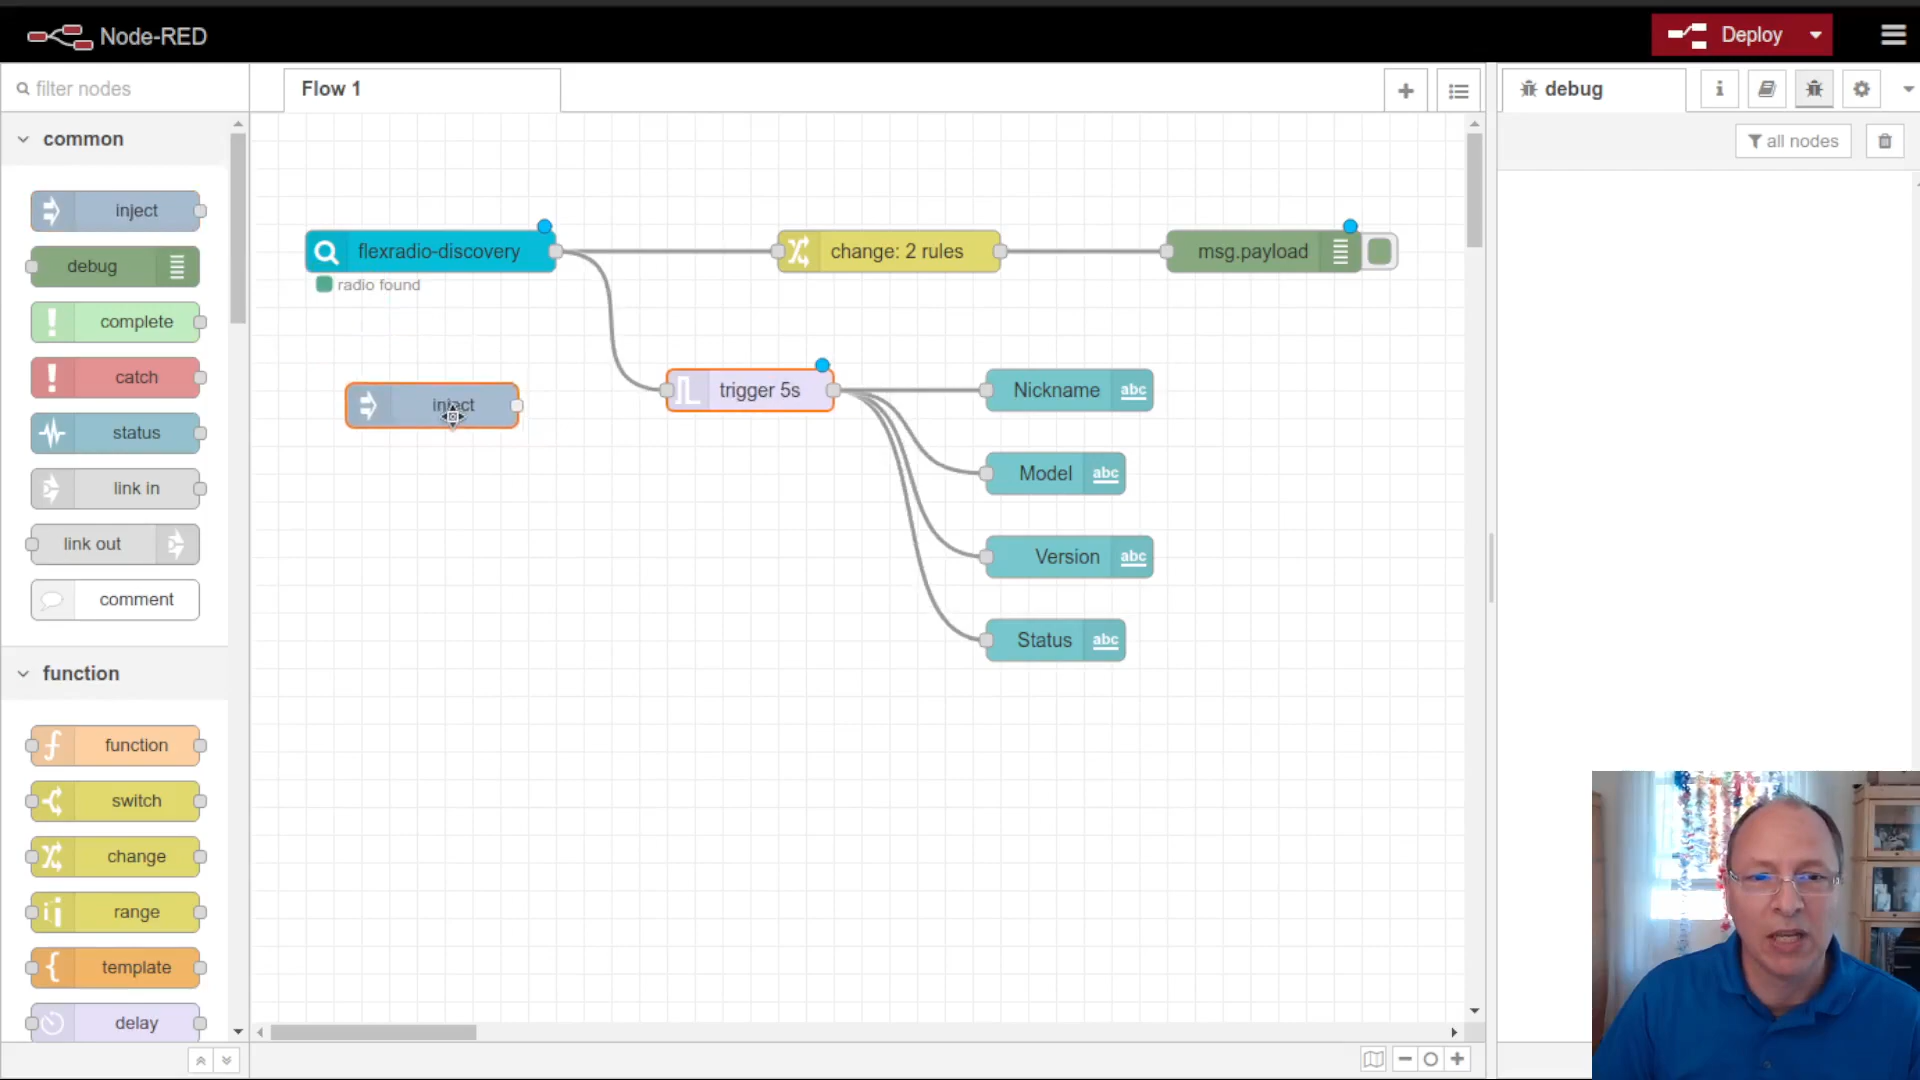 Node-RED
Deploy
filter nodes
Flow 1
debug
i
common
all nodes
inject
debug
complete
catch
status
link in
link out
comment
function
function
switch
change
range
template
delay
flexradio-discovery
radio found
change: 2 rules
msg.payload
inject
trigger 5s
Nickname abc
Model abc
Version abc
Status abc